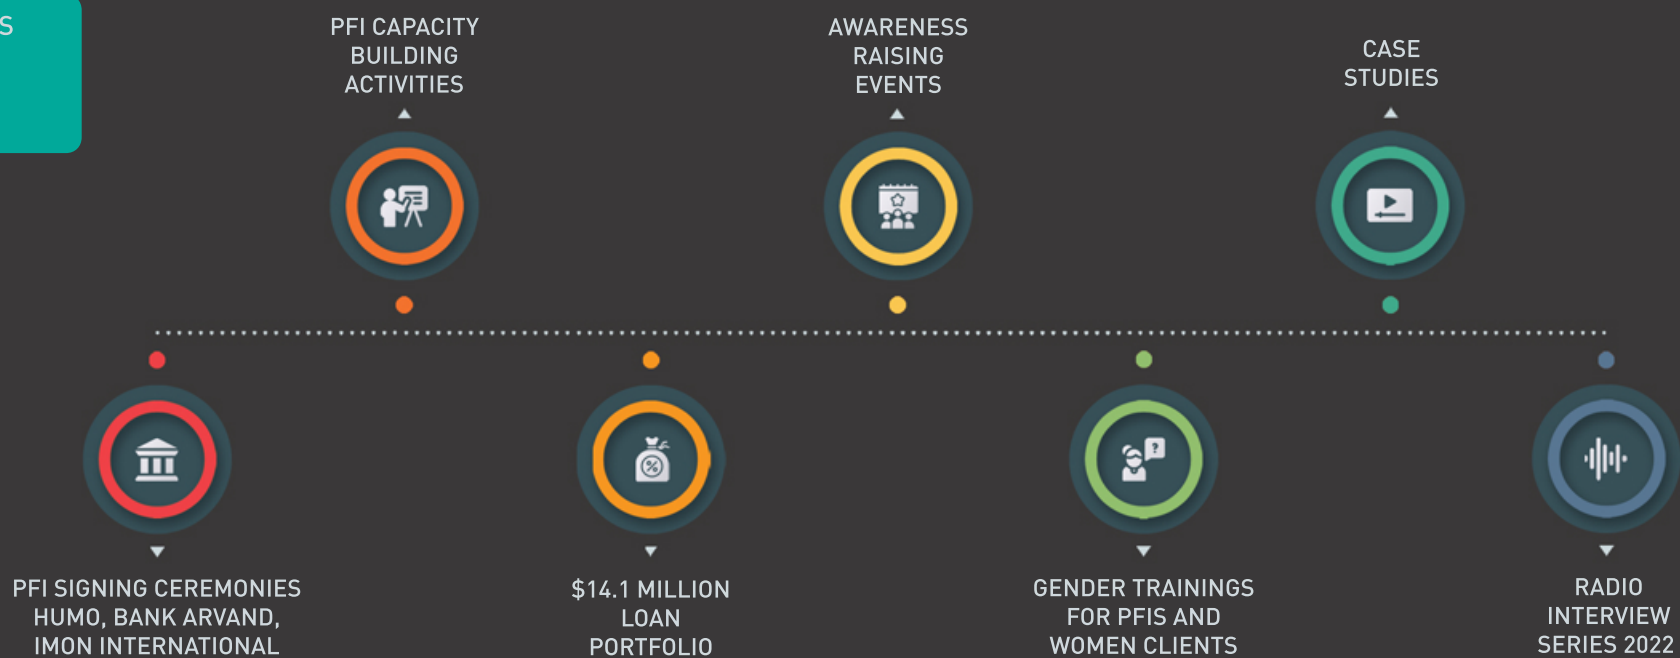 S
PFI CAPACITY
BUILDING
ACTIVITIES
AWARENESS
RAISING
EVENTS
CASE
STUDIES
PFI SIGNING CEREMONIES
HUMO, BANK ARVAND,
IMON INTERNATIONAL
$14.1 MILLION
LOAN
PORTFOLIO
GENDER TRAININGS
FOR PFIS AND
WOMEN CLIENTS
RADIO
INTERVIEW
SERIES 2022